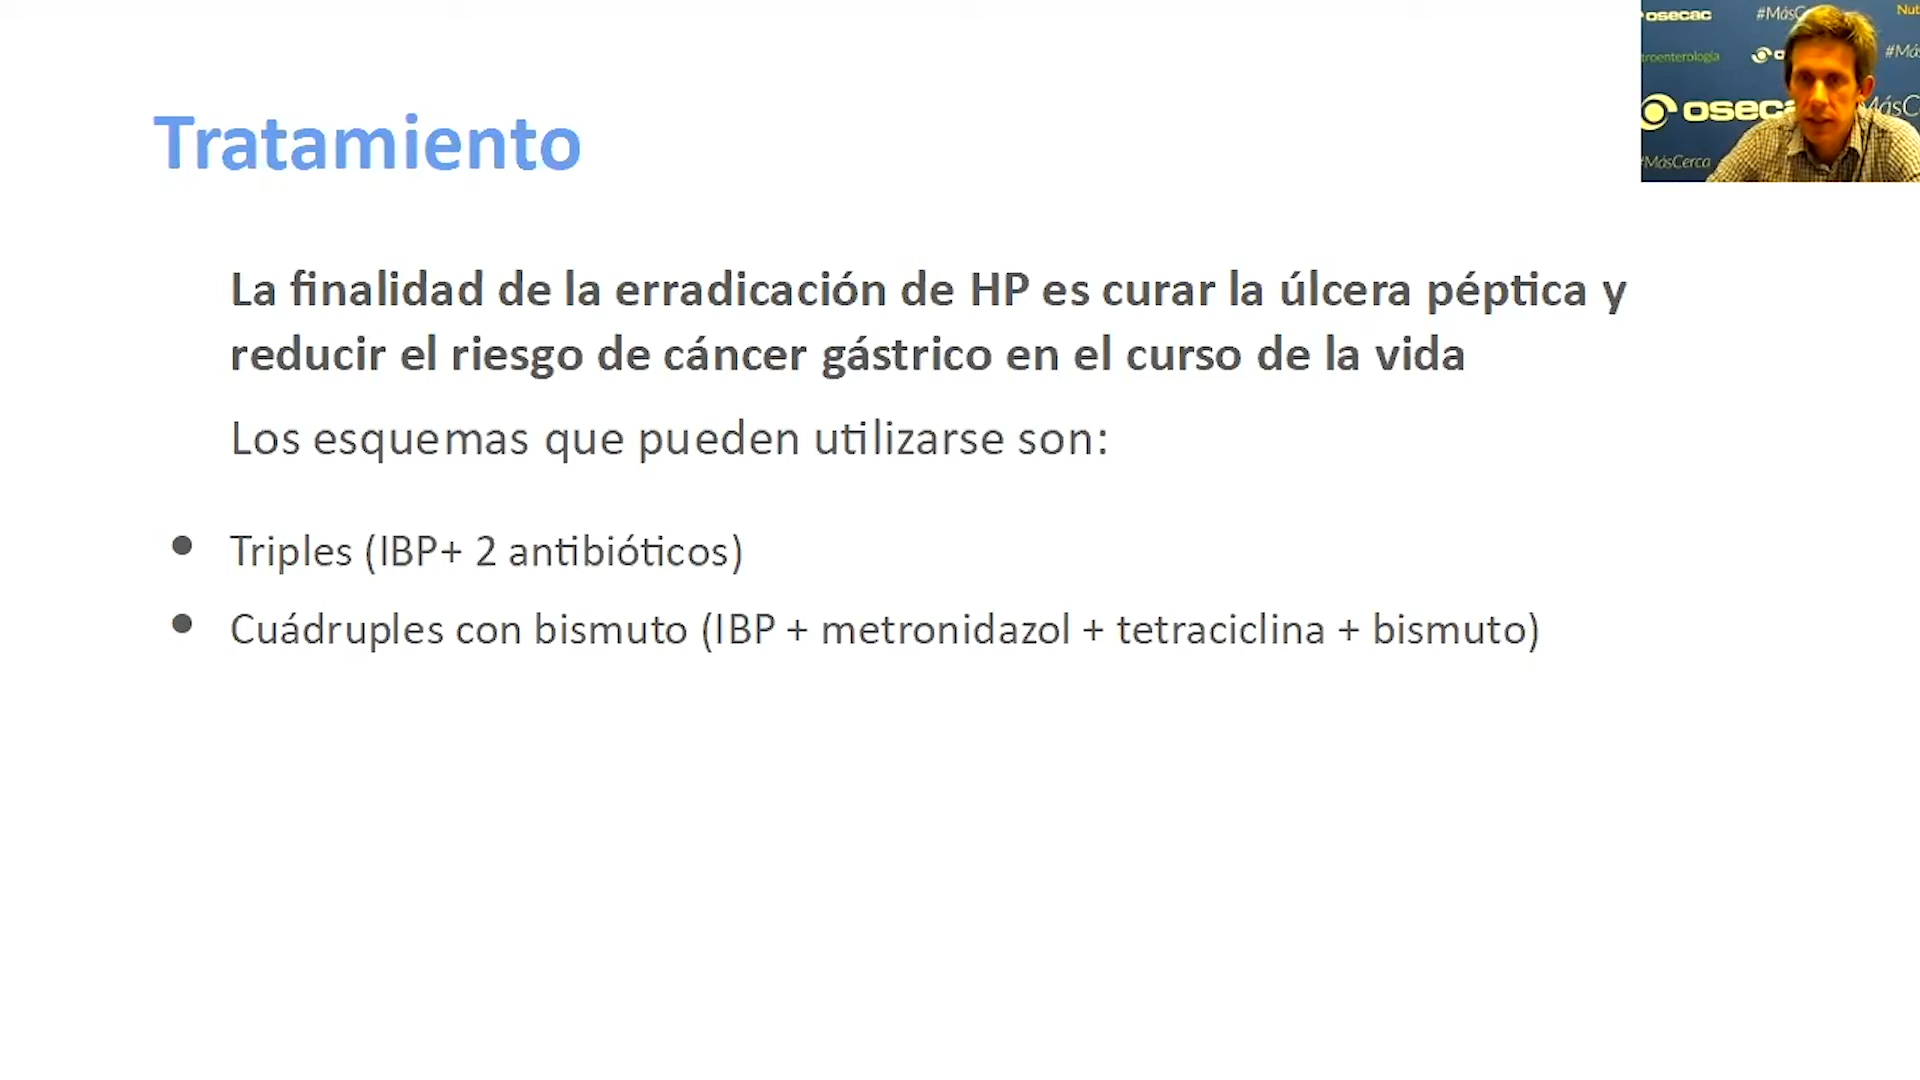 Tratamiento
La finalidad de la erradicación de HP es curar la úlcera péptica y
reducir el riesgo de cáncer gástrico en el curso de la vida
Los esquemas que pueden utilizarse son:
• Triples (IBP+ 2 antibióticos)
• Cuádruples con bismuto (IBP + metronidazol + tetraciclina + bismuto)
osecac
#MásCerca